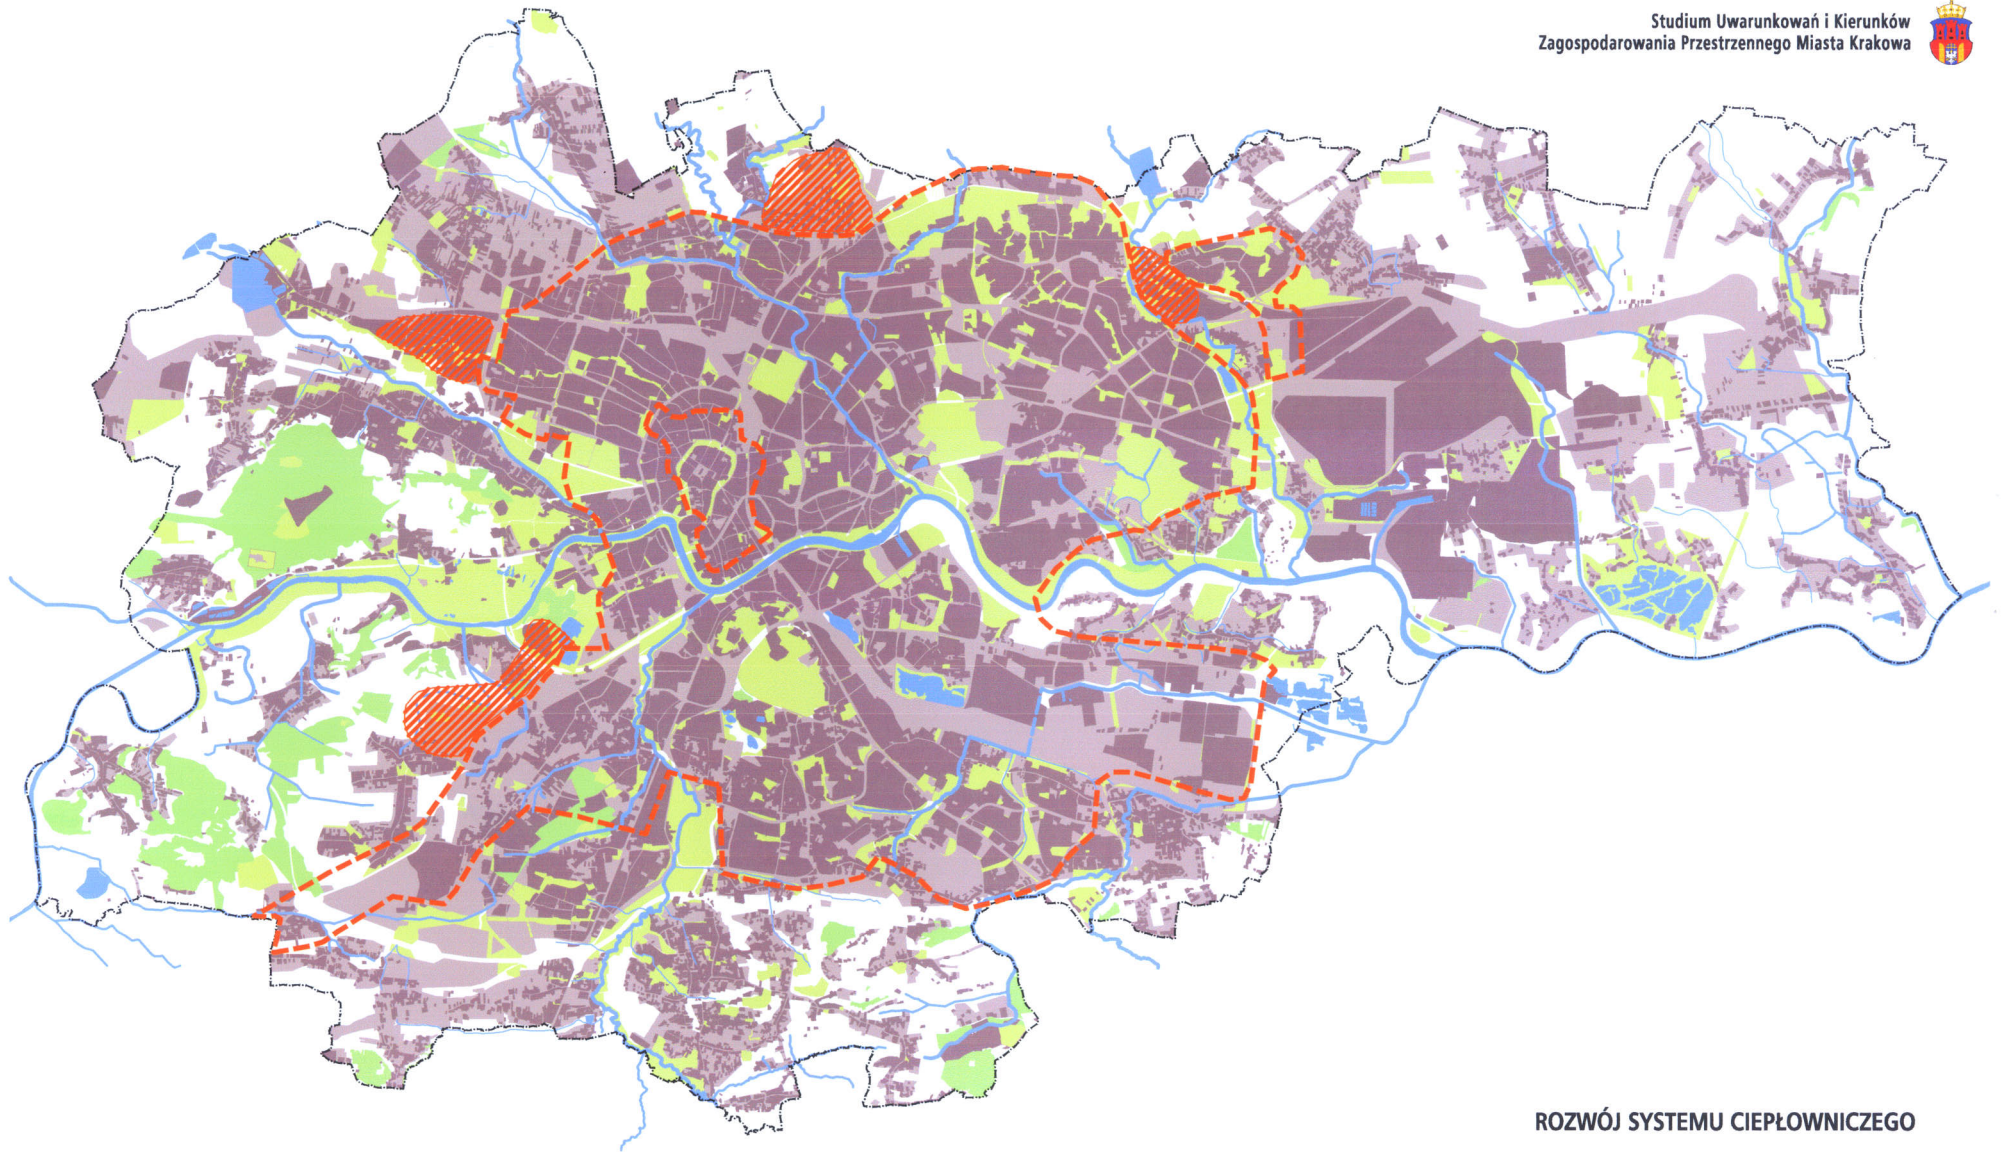 Studium Uwarunkowań i Kierunków
Zagospodarowania Przestrzennego Miasta Krakowa
ROZWÓJ SYSTEMU CIEPŁOWNICZEGO